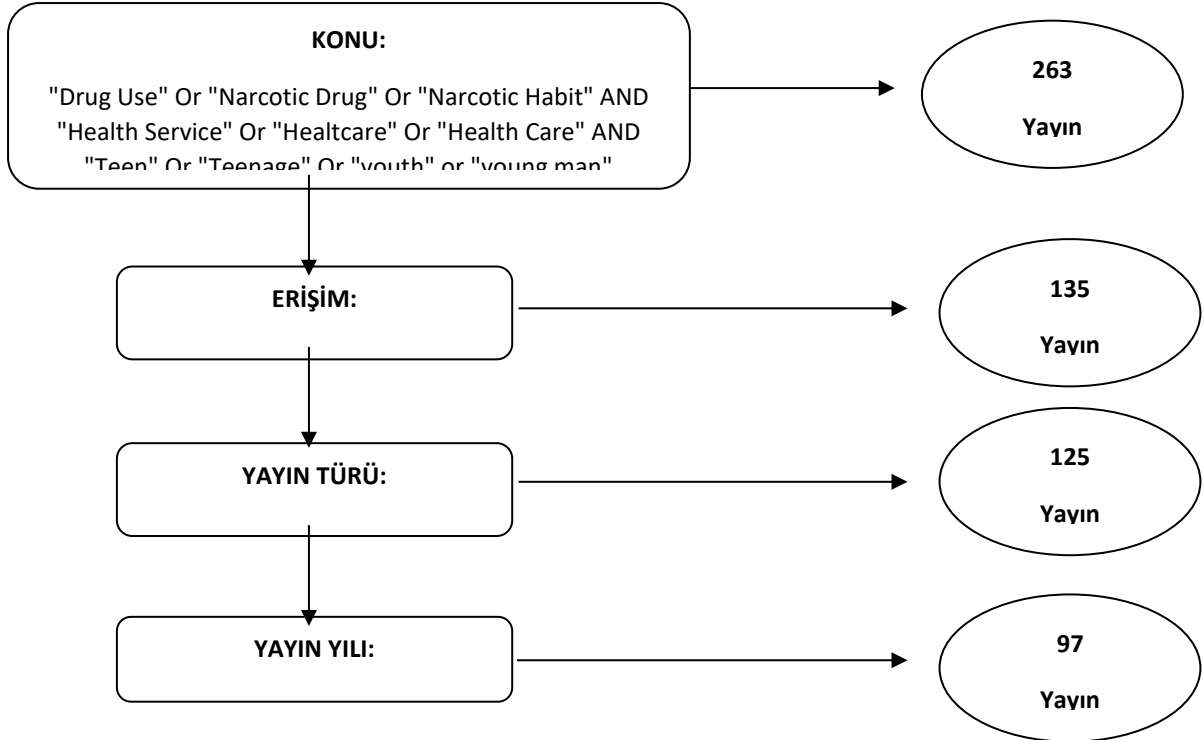 KONU:
"Drug Use" Or "Narcotic Drug" Or "Narcotic Habit" AND
"Health Service" Or "Healtcare" Or "Health Care" AND
"Teen" Or "Teenage" Or "youth" or "young man"
263
Yayın
ERİŞİM:
135
Yayın
YAYIN TÜRÜ:
125
Yayın
YAYIN YILI:
97
Yayın